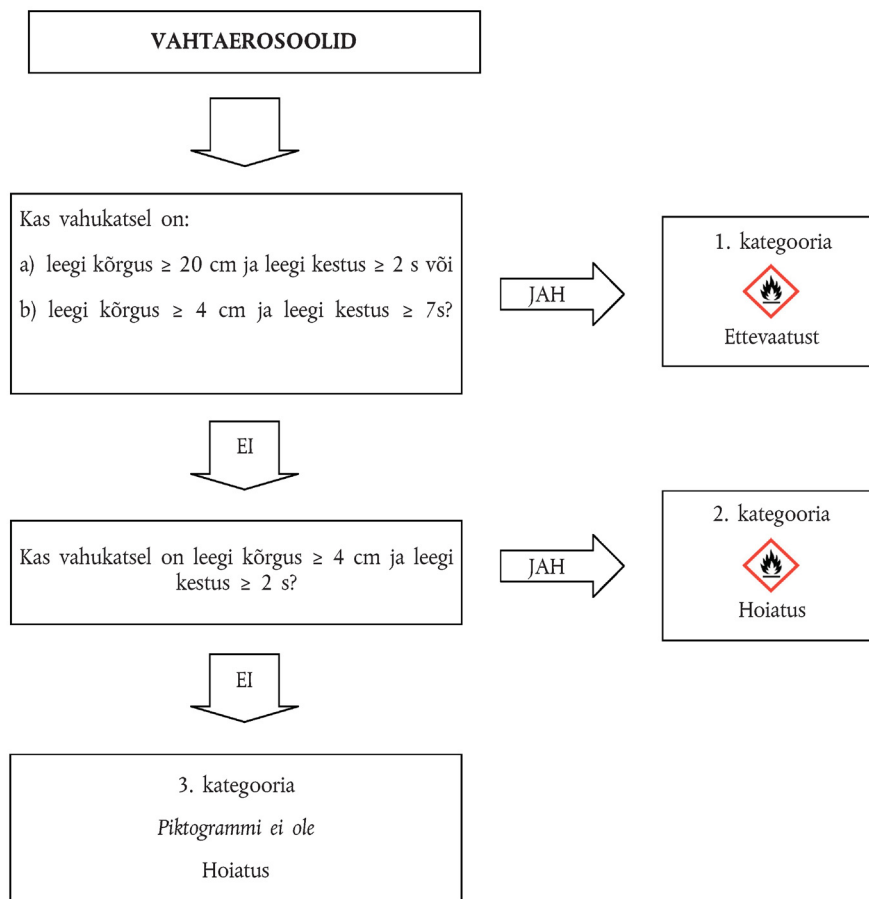 VAHTAEROSOOLID
Kas vahukatsel on:
a) leegi kõrgus ≥ 20 cm ja leegi kestus ≥ 2 s või
b) leegi kõrgus ≥ 4 cm ja leegi kestus ≥ 7s?
JAH
1. kategooria
Ettevaatust
EI
Kas vahukatsel on leegi kõrgus ≥ 4 cm ja leegi
kestus ≥ 2 s?
JAH
2. kategooria
Hoiatus
EI
3. kategooria
Piktogrammi ei ole
Hoiatus